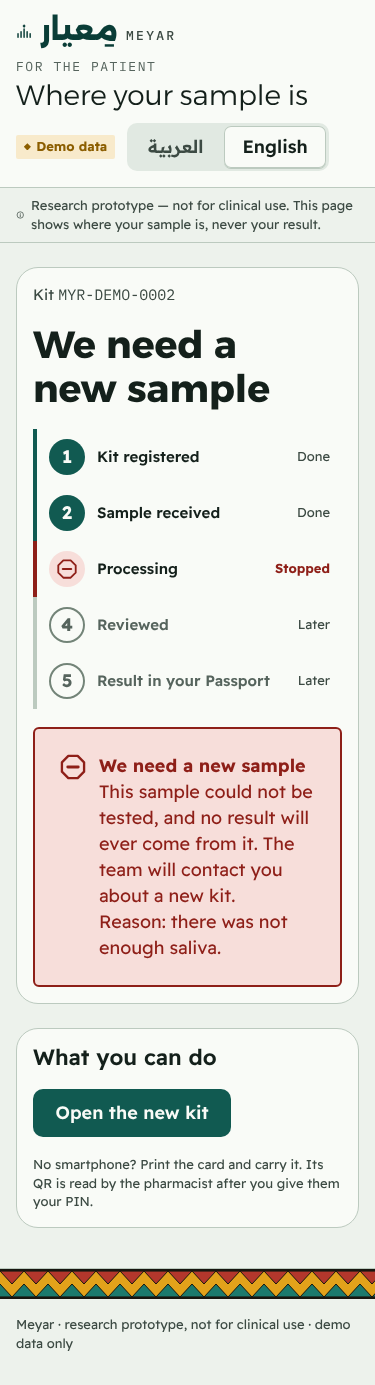 معيار MEYAR
FOR THE PATIENT
Where your sample is
Demo data
العربية
English
Research prototype — not for clinical use. This page
shows where your sample is, never your result.
Kit MYR-DEMO-0002
We need a
new sample
1 Kit registered Done
2 Sample received Done
Processing Stopped
4 Reviewed Later
5 Result in your Passport Later
We need a new sample
This sample could not be
tested, and no result will
ever come from it. The
team will contact you
about a new kit.
Reason: there was not
enough saliva.
What you can do
Open the new kit
No smartphone? Print the card and carry it. Its
QR is read by the pharmacist after you give them
your PIN.
Meyar · research prototype, not for clinical use · demo
data only